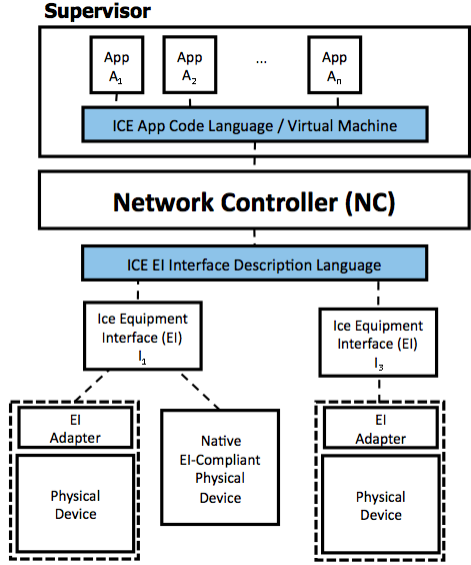 Supervisor
App
A1
App
A2
...
App
An
ICE App Code Language / Virtual Machine
Network Controller (NC)
ICE EI Interface Description Language
Ice Equipment
Interface (EI)
I1
Ice Equipment
Interface (EI)
I3
EI
Adapter
Physical
Device
Native
EI-Compliant
Physical
Device
EI
Adapter
Physical
Device